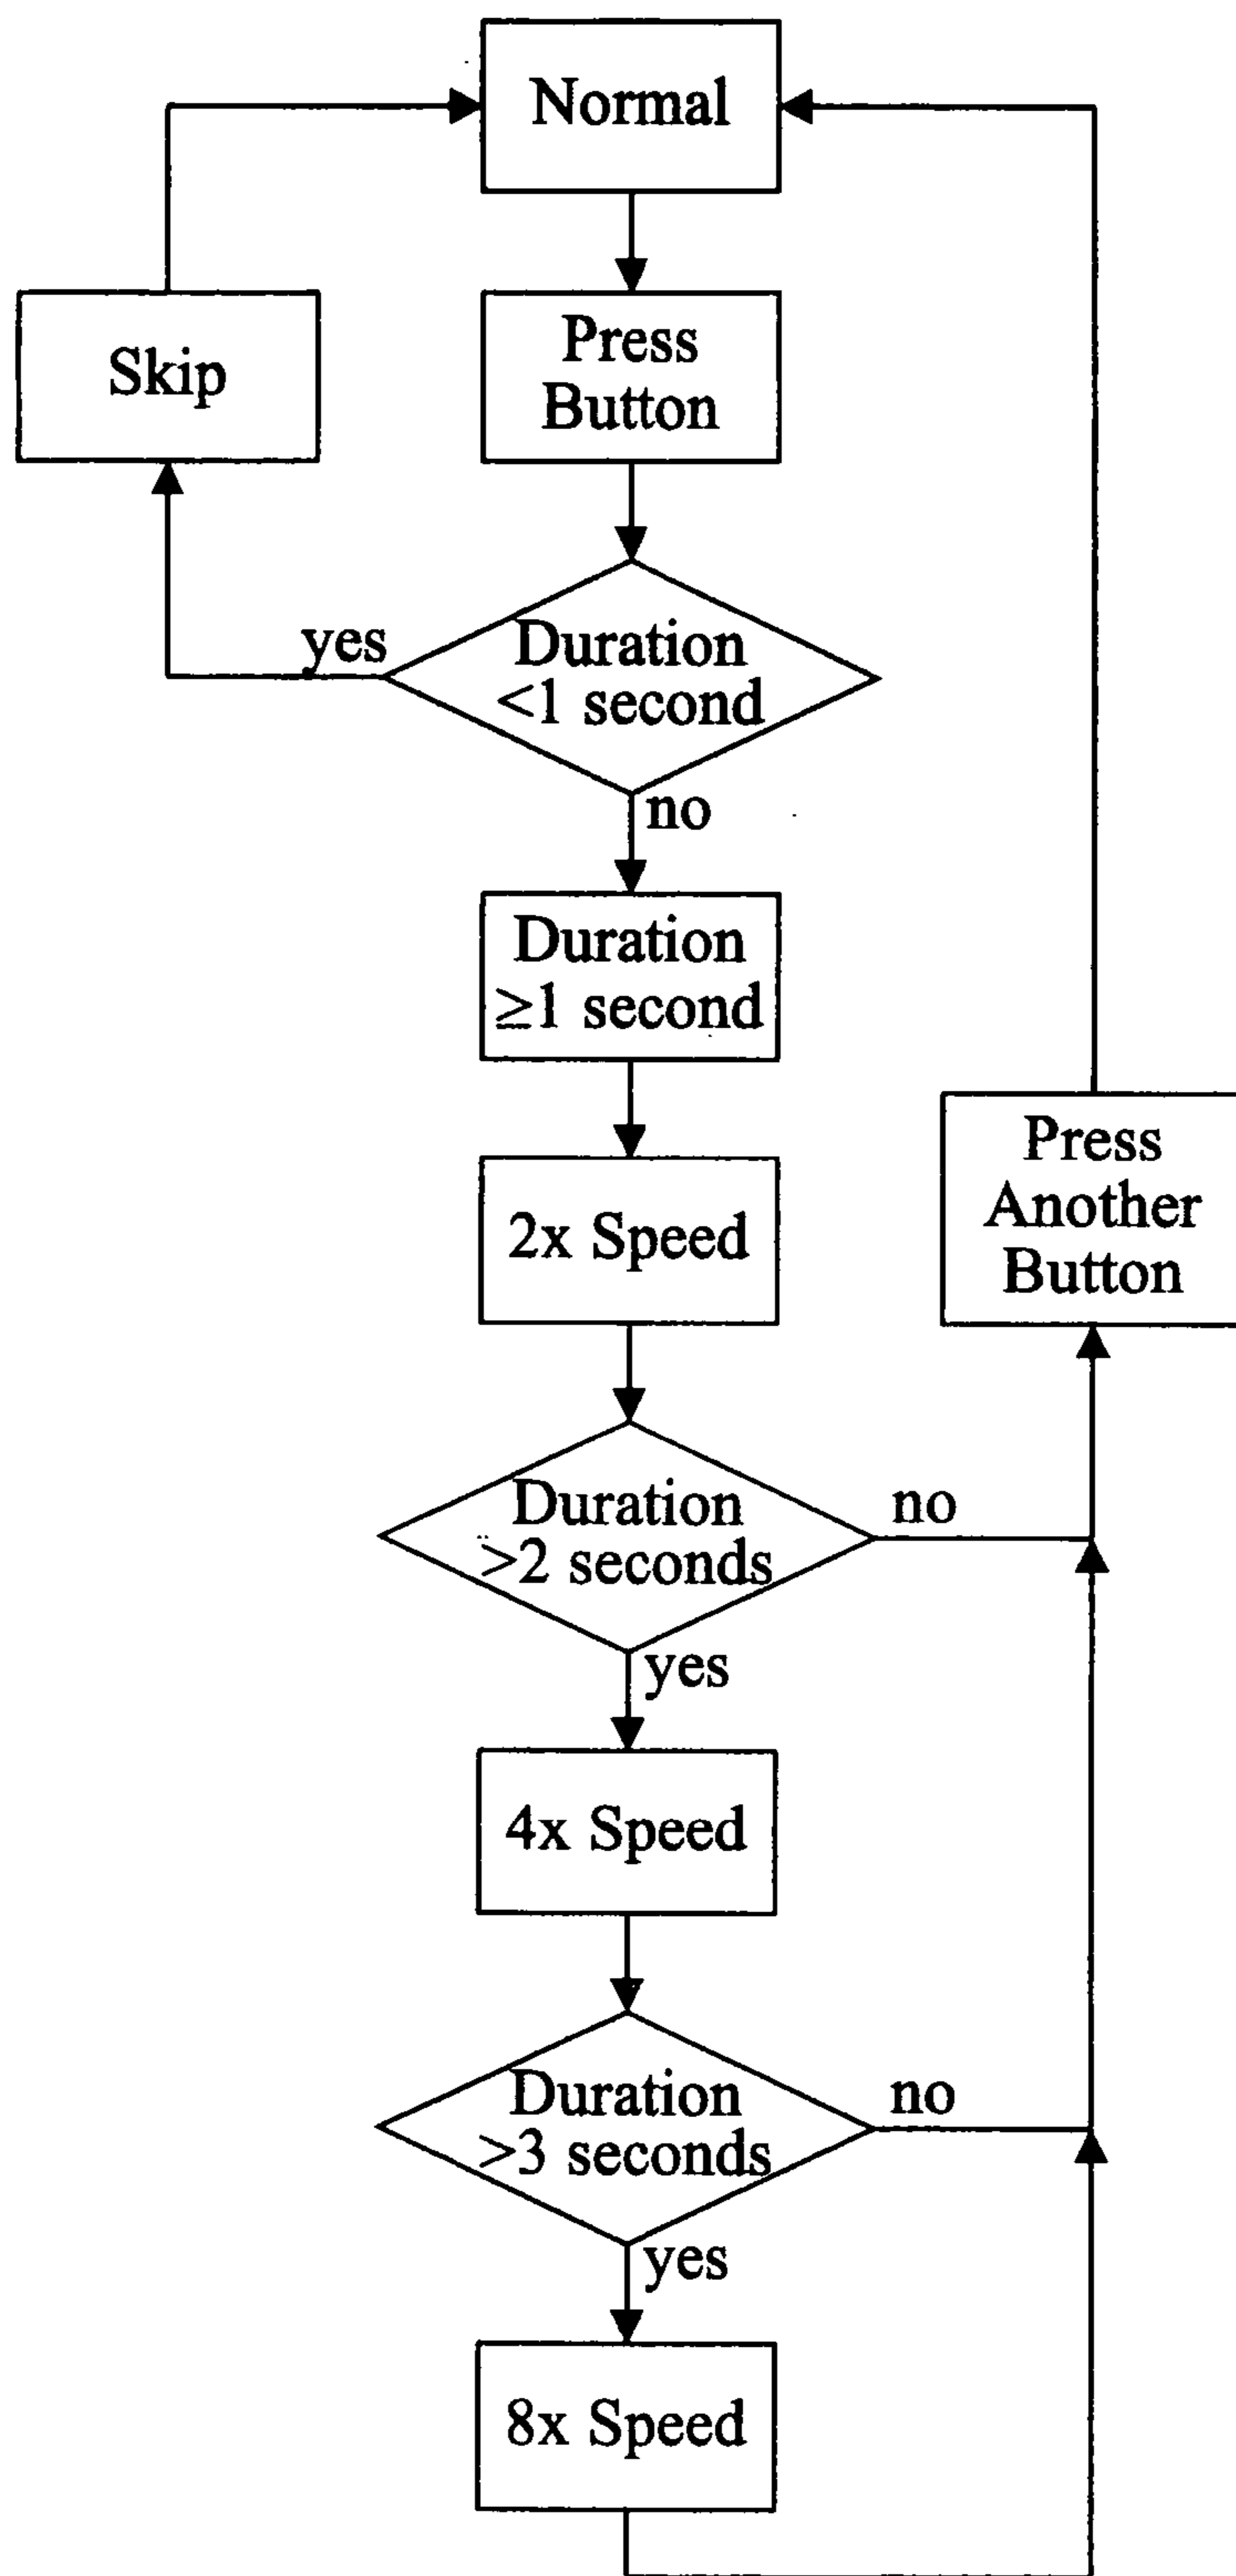 Normal
Skip
Press
Button
Duration
<1 second
yes
no
Duration
≥1 second
2x Speed
Press
Another
Button
Duration
>2 seconds
no
yes
4x Speed
Duration
>3 seconds
no
yes
8x Speed